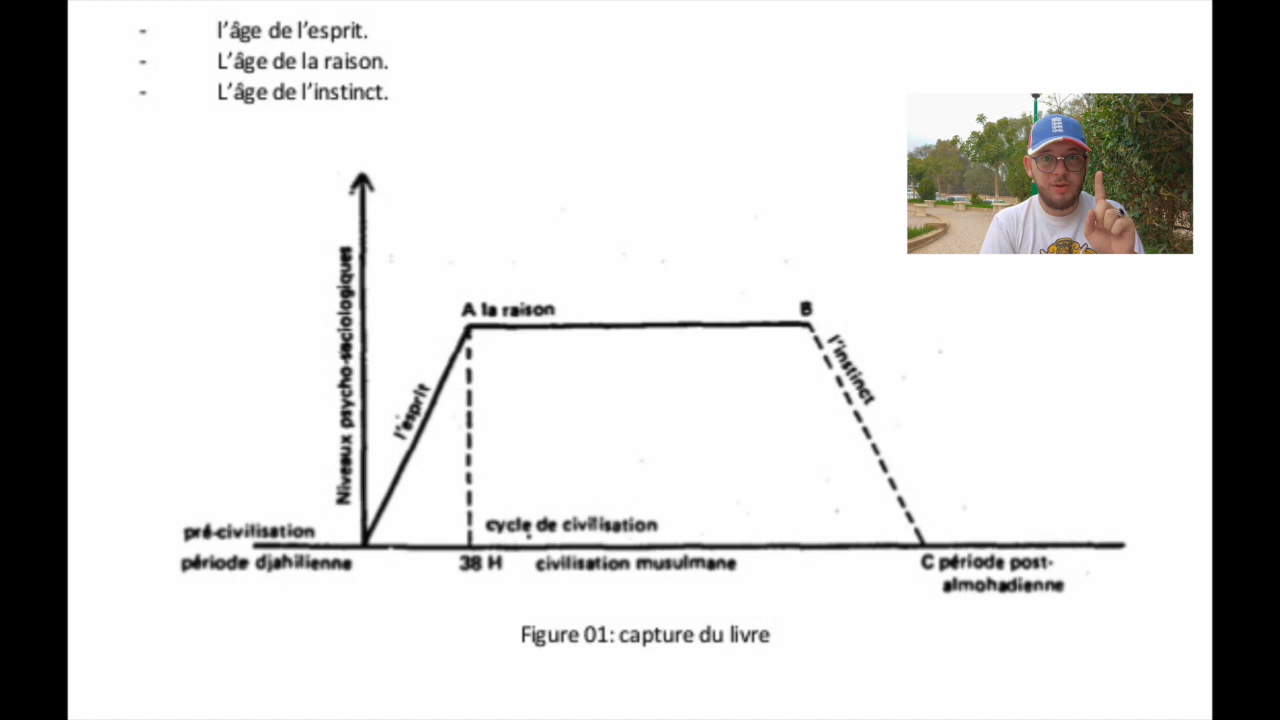 - l’âge de l’esprit.
- L’âge de la raison.
- L’âge de l’instinct.
Niveaux psycho-sociologiques
A la raison
B
l'esprit
l'instinct
pré-civilisation
cycle de civilisation
période djahilienne
38 H
civilisation musulmane
C période post-
almohadienne
Figure 01: capture du livre